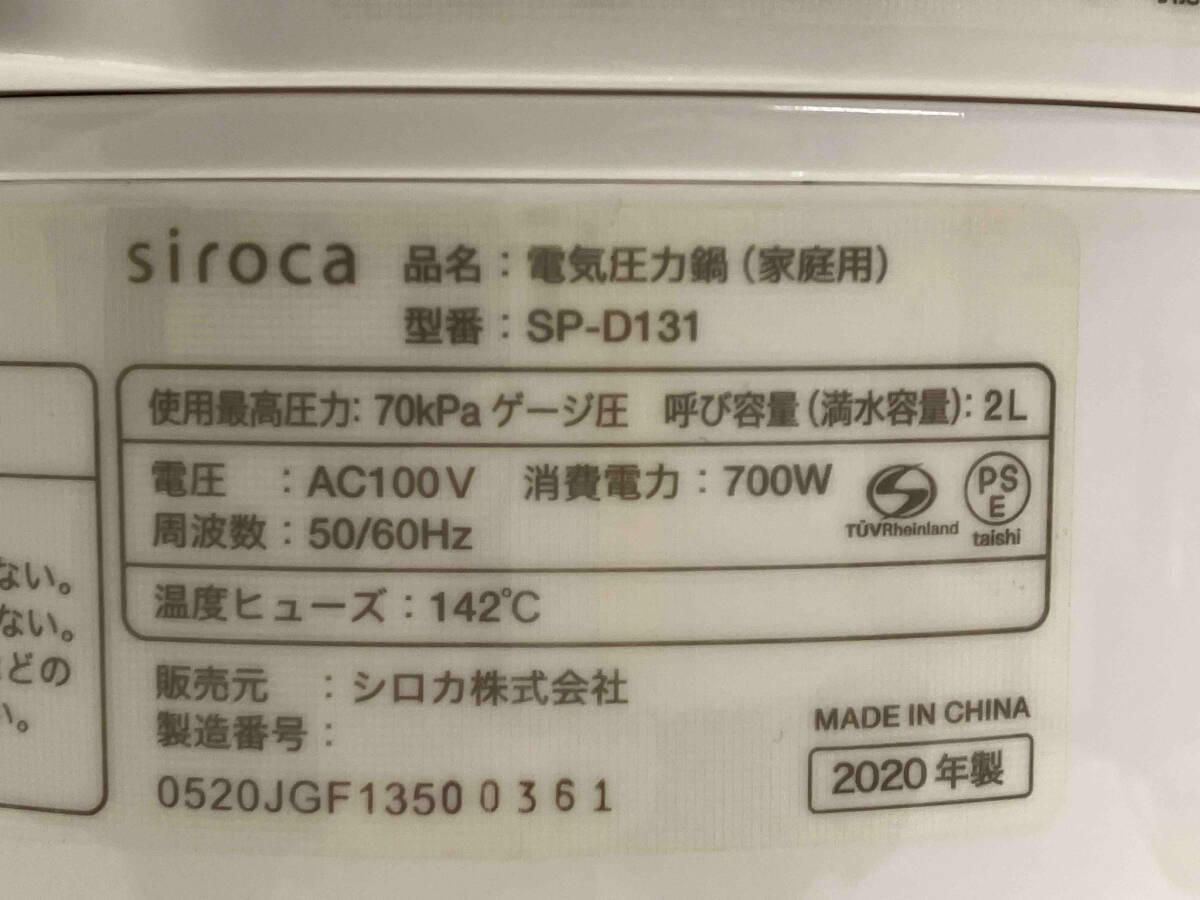 siroca 品名：電気圧力鍋（家庭用）
型番：SP-D131
使用最高圧力：70kPa ゲージ圧 呼び容量（満水容量）：2L
電圧 ：AC100V 消費電力：700W
周波数：50/60Hz
TÜVRheinland
PS
E
taishi
温度ヒューズ：142℃
販売元 ：シロカ株式会社
製造番号：
0520JGF13500361
MADE IN CHINA
2020年製
ない。
ない。
どの
い。